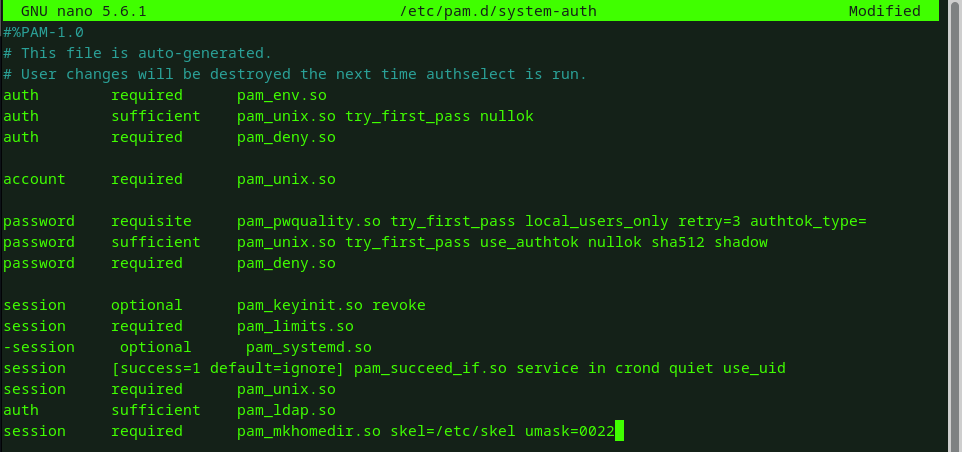 GNU nano 5.6.1 /etc/pam.d/system-auth Modified
#%PAM-1.0
# This file is auto-generated.
# User changes will be destroyed the next time authselect is run.
auth        required      pam_env.so
auth        sufficient    pam_unix.so try_first_pass nullok
auth        required      pam_deny.so

account     required      pam_unix.so

password    requisite     pam_pwquality.so try_first_pass local_users_only retry=3 authtok_type=
password    sufficient    pam_unix.so try_first_pass use_authtok nullok sha512 shadow
password    required      pam_deny.so

session     optional      pam_keyinit.so revoke
session     required      pam_limits.so
-session     optional      pam_systemd.so
session     [success=1 default=ignore] pam_succeed_if.so service in crond quiet use_uid
session     required      pam_unix.so
auth        sufficient    pam_ldap.so
session     required      pam_mkhomedir.so skel=/etc/skel umask=0022